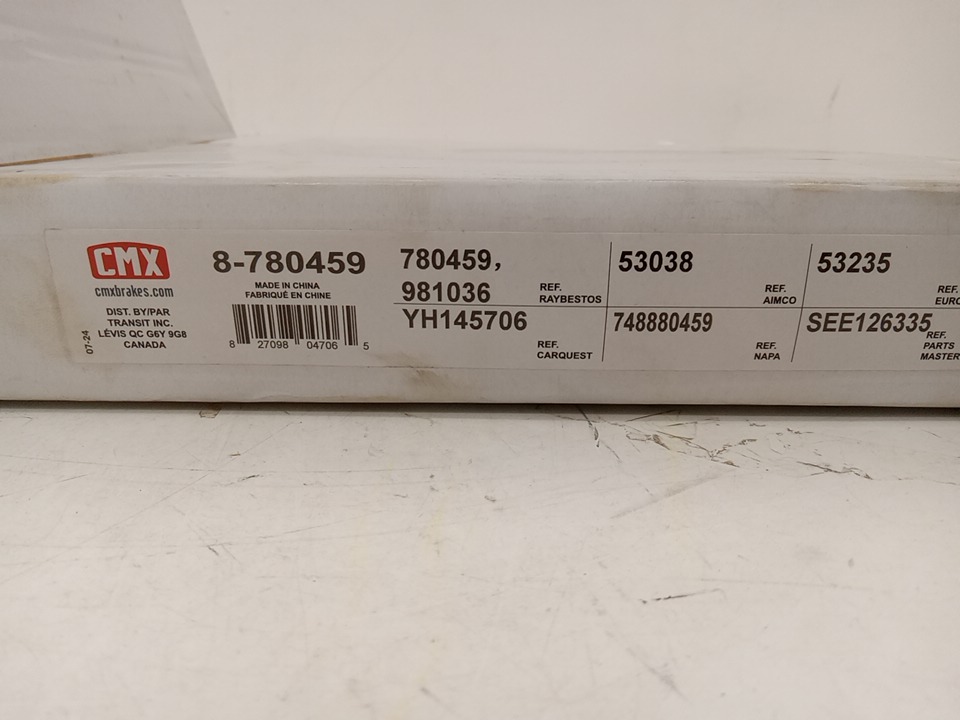 CMX
cmxbrakes.com
DIST. BY/PAR
TRANSIT INC.
LÉVIS QC G6Y 9G8
CANADA
07-24
8-780459
MADE IN CHINA
FABRIQUÉ EN CHINE
8 27098 04706 5
780459,
981036
REF.
RAYBESTOS
53038
REF.
AIMCO
53235
REF.
EURO
YH145706
REF.
CARQUEST
748880459
REF.
NAPA
SEE126335
REF.
PARTS
MASTER